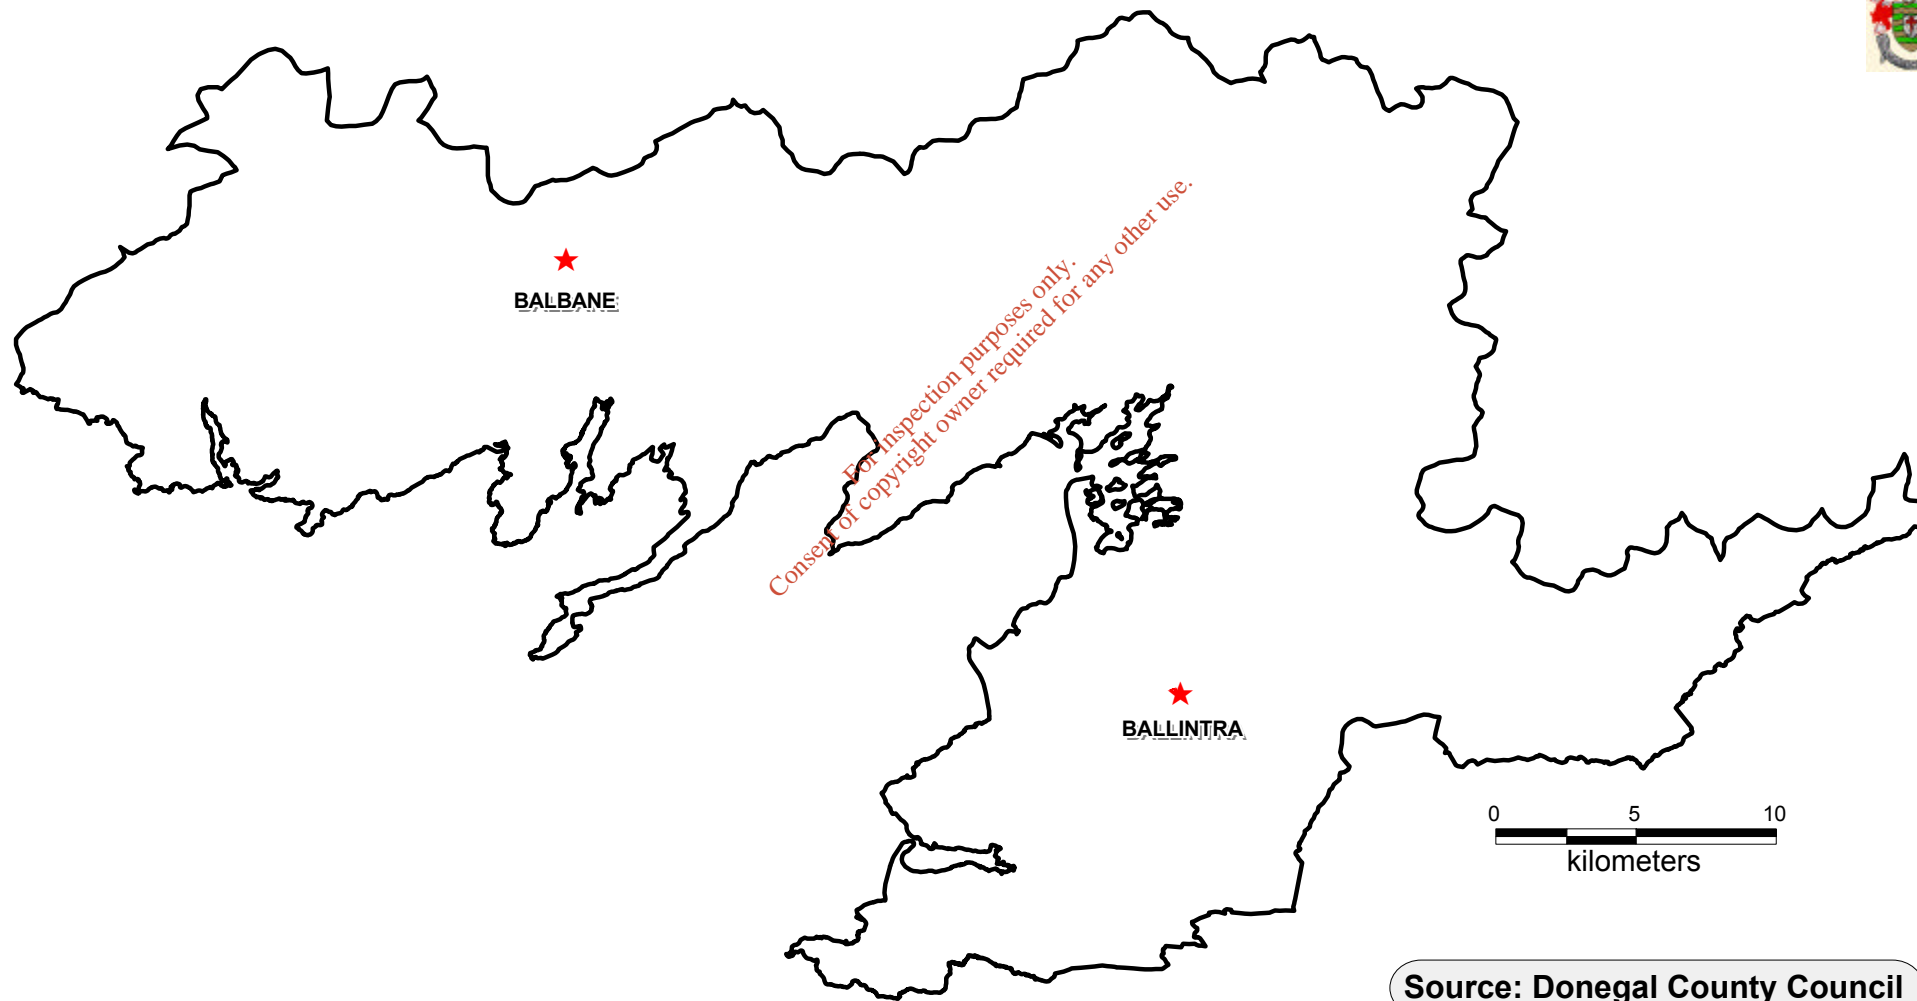 BALBANE
For inspection purposes only.
Consent of copyright owner required for any other use.
BALLINTRA
0 5 10
kilometers
Source: Donegal County Council